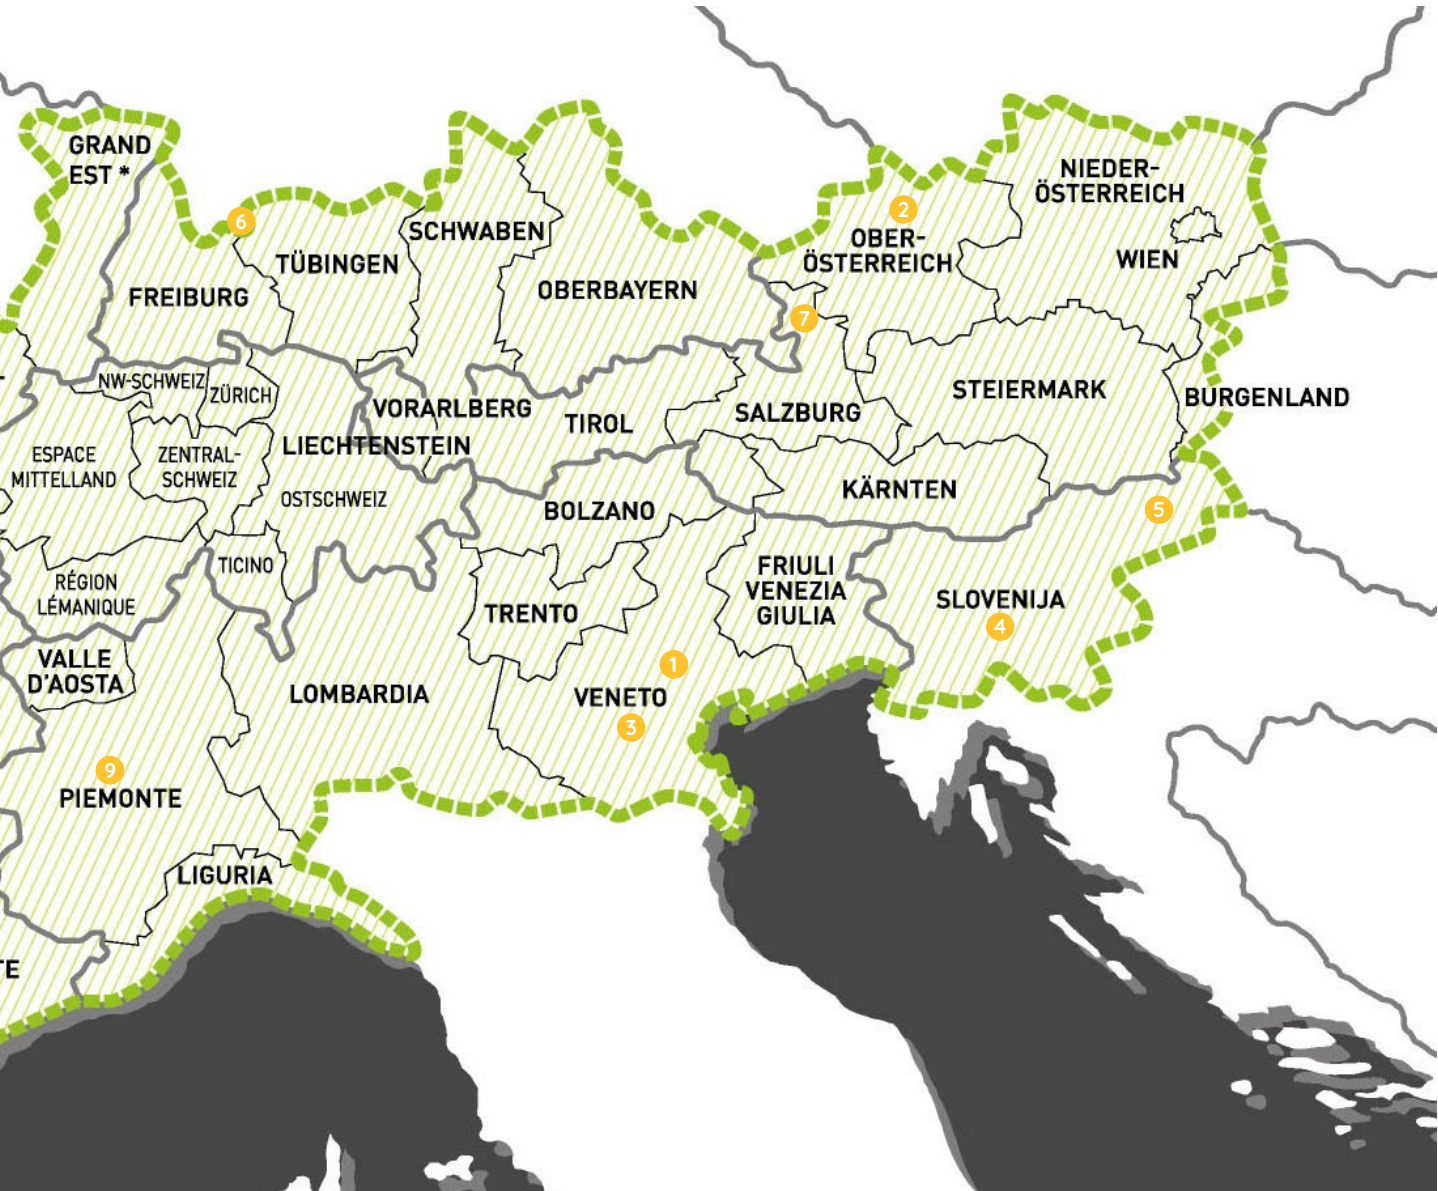 GRAND
EST *
NIEDER-
ÖSTERREICH
6
2
SCHWABEN
OBER-
ÖSTERREICH
TÜBINGEN
WIEN
FREIBURG
OBERBAYERN
7
NW-SCHWEIZ
ZÜRICH
VORARLBERG
TIROL
SALZBURG
STEIERMARK
BURGENLAND
LIECHTENSTEIN
ESPACE
MITTELLAND
ZENTRAL-
SCHWEIZ
OSTSCHWEIZ
BOLZANO
KÄRNTEN
5
TICINO
FRIULI
VENEZIA
GIULIA
RÉGION
LÉMANIQUE
TRENTO
SLOVENIJA
4
VALLE
D'AOSTA
1
LOMBARDIA
VENETO
3
9
PIEMONTE
LIGURIA
TE